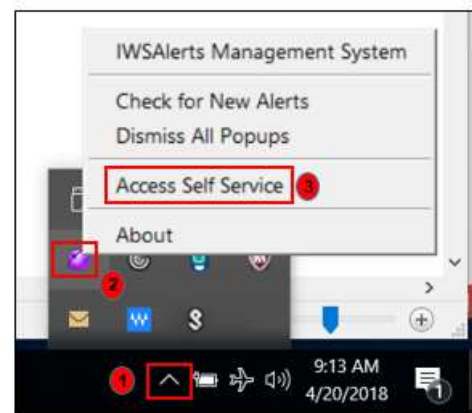 IWSAlerts Management System
Check for New Alerts
Dismiss All Popups
Access Self Service 3
About
2
W S
1
9:13 AM
4/20/2018
1